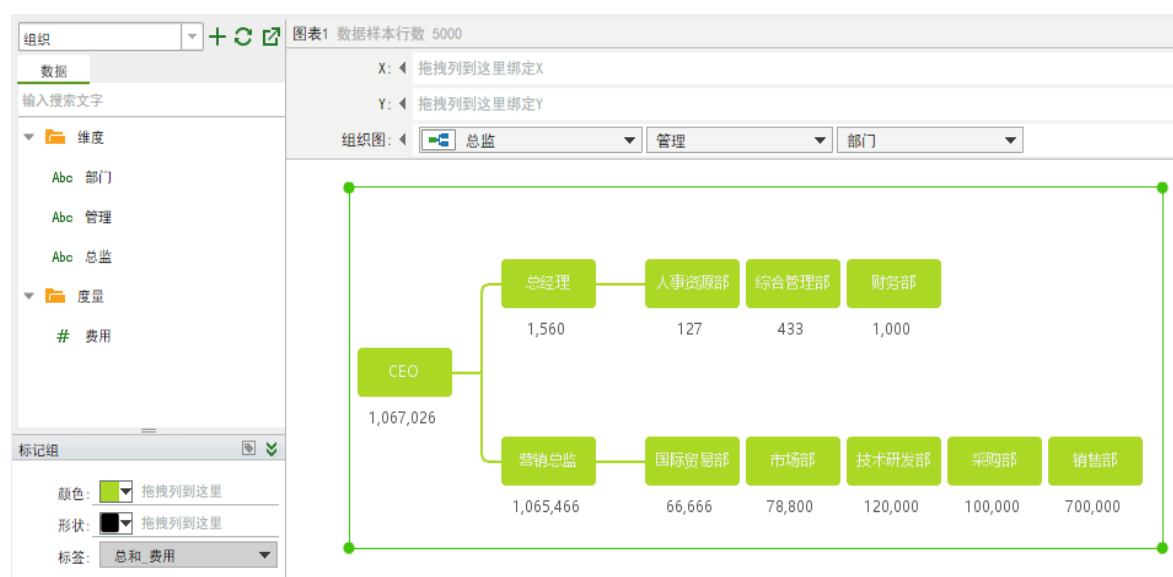 组织
图表1 数据样本行数 5000
数据
输入搜索文字
X: 拖拽列到这里绑定X
Y: 拖拽列到这里绑定Y
组织图: 总监 管理 部门
维度
Abc 部门
Abc 管理
Abc 总监
度量
# 费用
总经理 人事资源部 综合管理部 财务部
1,560 127 433 1,000
CEO
1,067,026
营销总监 国际贸易部 市场部 技术研发部 采购部 销售部
1,065,466 66,666 78,800 120,000 100,000 700,000
标记组
颜色: 拖拽列到这里
形状: 拖拽列到这里
标签: 总和_费用